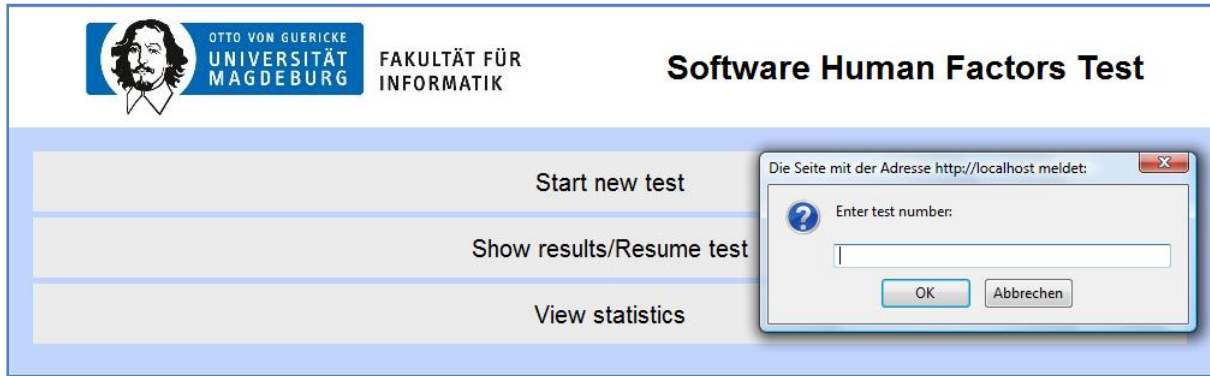 OTTO VON GUERICKE
UNIVERSITÄT
MAGDEBURG
FAKULTÄT FÜR
INFORMATIK
Software Human Factors Test
Start new test
Show results/Resume test
View statistics
Die Seite mit der Adresse http://localhost meldet:
Enter test number:
OK
Abbrechen